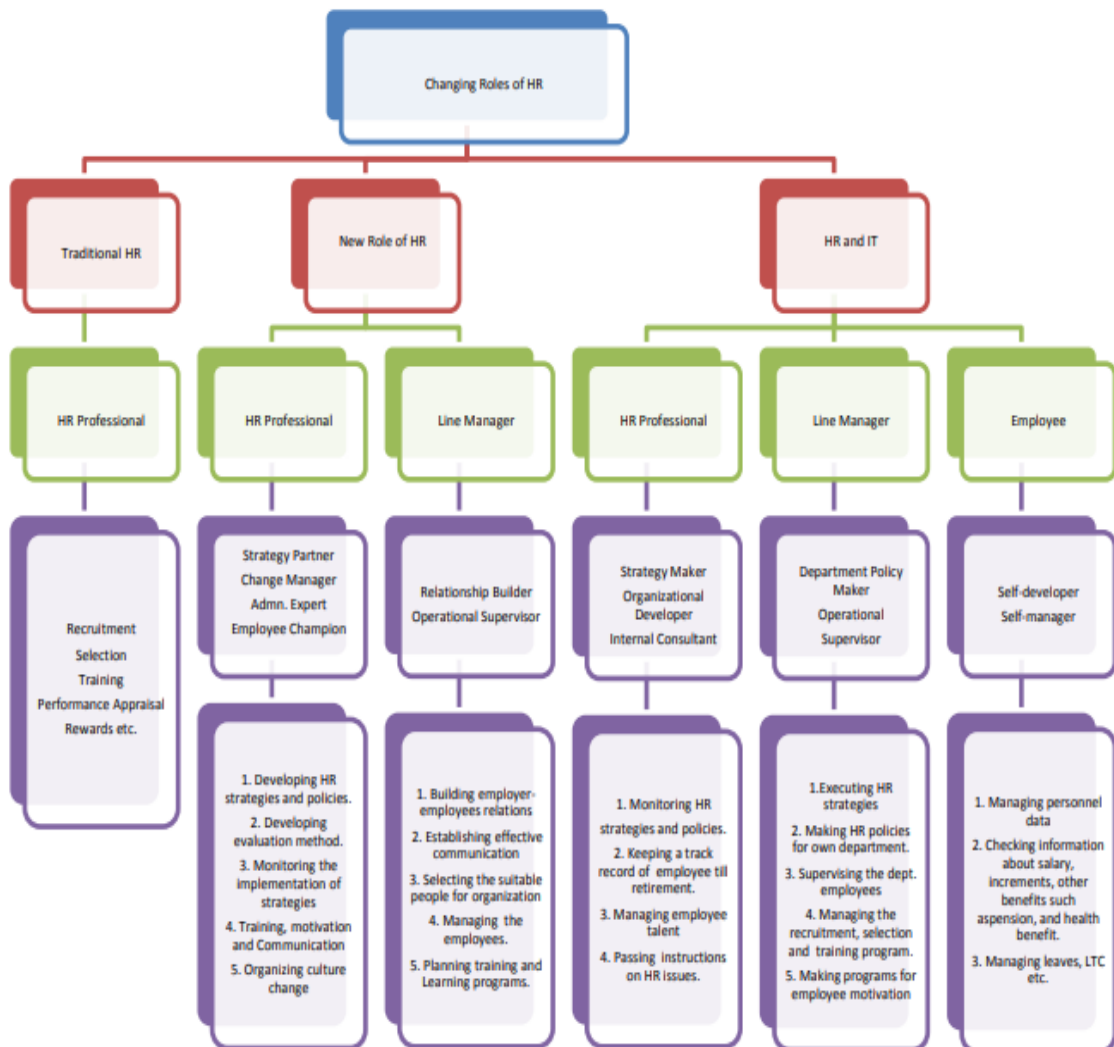 Changing Roles of HR
Traditional HR
New Role of HR
HR and IT
HR Professional
HR Professional
Line Manager
HR Professional
Line Manager
Employee
Recruitment
Selection
Training
Performance Appraisal
Rewards etc.
Strategy Partner
Change Manager
Admn. Expert
Employee Champion
Relationship Builder
Operational Supervisor
Strategy Maker
Organizational
Developer
Internal Consultant
Department Policy
Maker
Operational
Supervisor
Self-developer
Self-manager
1. Developing HR
strategies and policies.
2. Developing
evaluation method.
3. Monitoring the
implementation of
strategies
4. Training, motivation
and Communication
5. Organizing culture
change
1. Building employer-
employees relations
2. Establishing effective
communication
3. Selecting the suitable
people for organization
4. Managing the
employees.
5. Planning training and
Learning programs.
1. Monitoring HR
strategies and policies.
2. Keeping a track
record of employee till
retirement.
3. Managing employee
talent
4. Passing instructions
on HR issues.
1.Executing HR
strategies
2. Making HR policies
for own department.
3. Supervising the dept.
employees
4. Managing the
recruitment, selection
and training program.
5. Making programs for
employee motivation
1. Managing personnel
data
2. Checking information
about salary,
increments, other
benefits such
aspension, and health
benefit.
3. Managing leaves, LTC
etc.